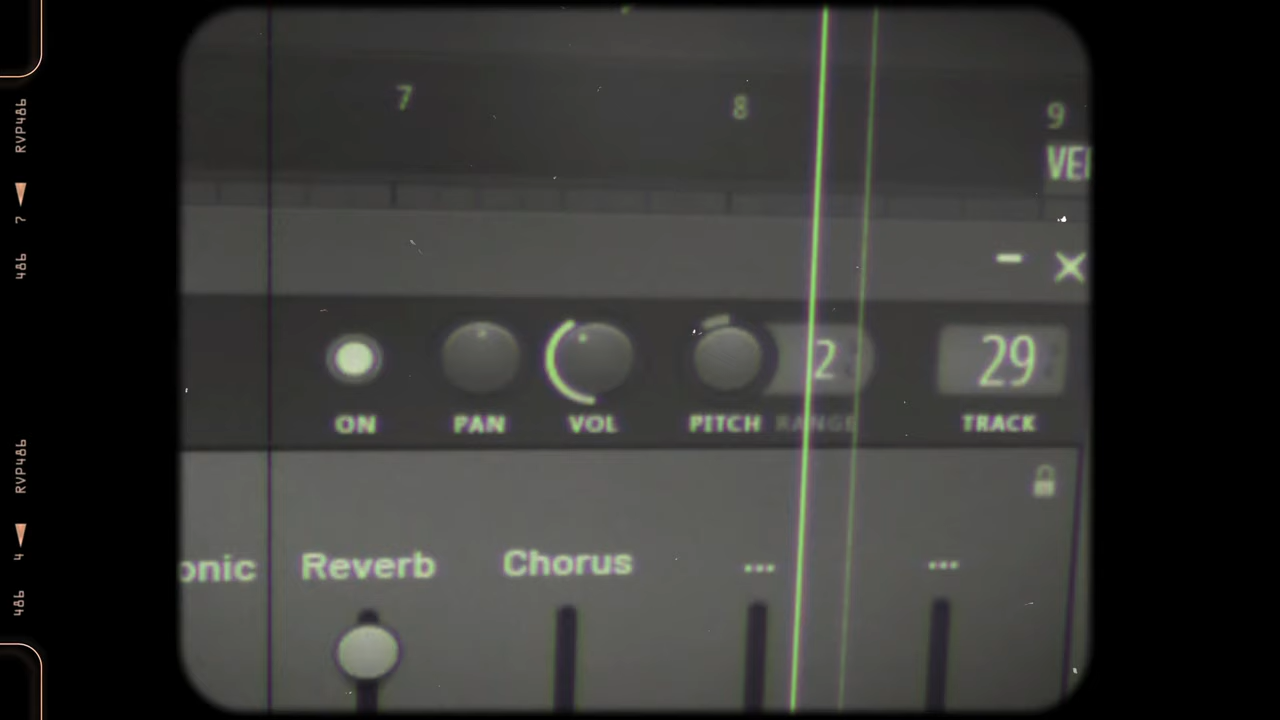 7 8 9
VE
2 29
ON PAN VOL PITCH RANGE TRACK
onic Reverb Chorus ... ...
RVP486
7
486
RVP486
4
486